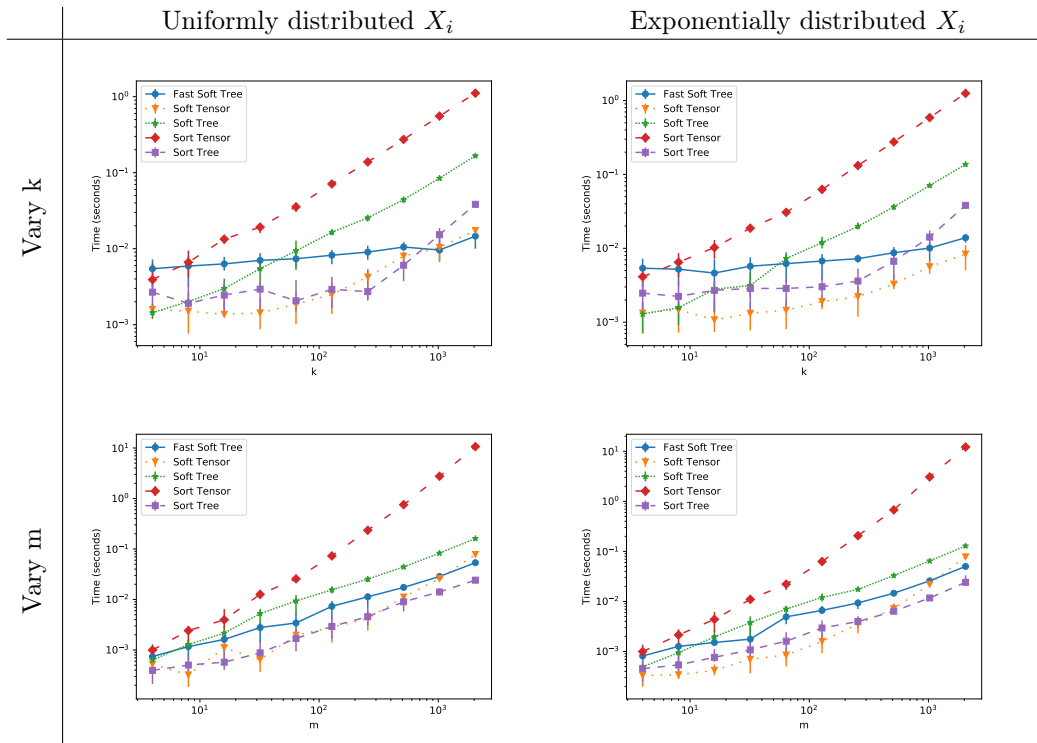 Uniformly distributed X_i
Exponentially distributed X_i
Vary k
Fast Soft Tree
Soft Tensor
Soft Tree
Sort Tensor
Sort Tree
Time (seconds)
10^0
10^−1
10^−2
10^−3
10^1
10^2
10^3
k
Fast Soft Tree
Soft Tensor
Soft Tree
Sort Tensor
Sort Tree
Time (seconds)
10^0
10^−1
10^−2
10^−3
10^1
10^2
10^3
k
Vary m
Fast Soft Tree
Soft Tensor
Soft Tree
Sort Tensor
Sort Tree
Time (seconds)
10^1
10^0
10^−1
10^−2
10^−3
10^1
10^2
10^3
m
Fast Soft Tree
Soft Tensor
Soft Tree
Sort Tensor
Sort Tree
Time (seconds)
10^1
10^0
10^−1
10^−2
10^−3
10^1
10^2
10^3
m